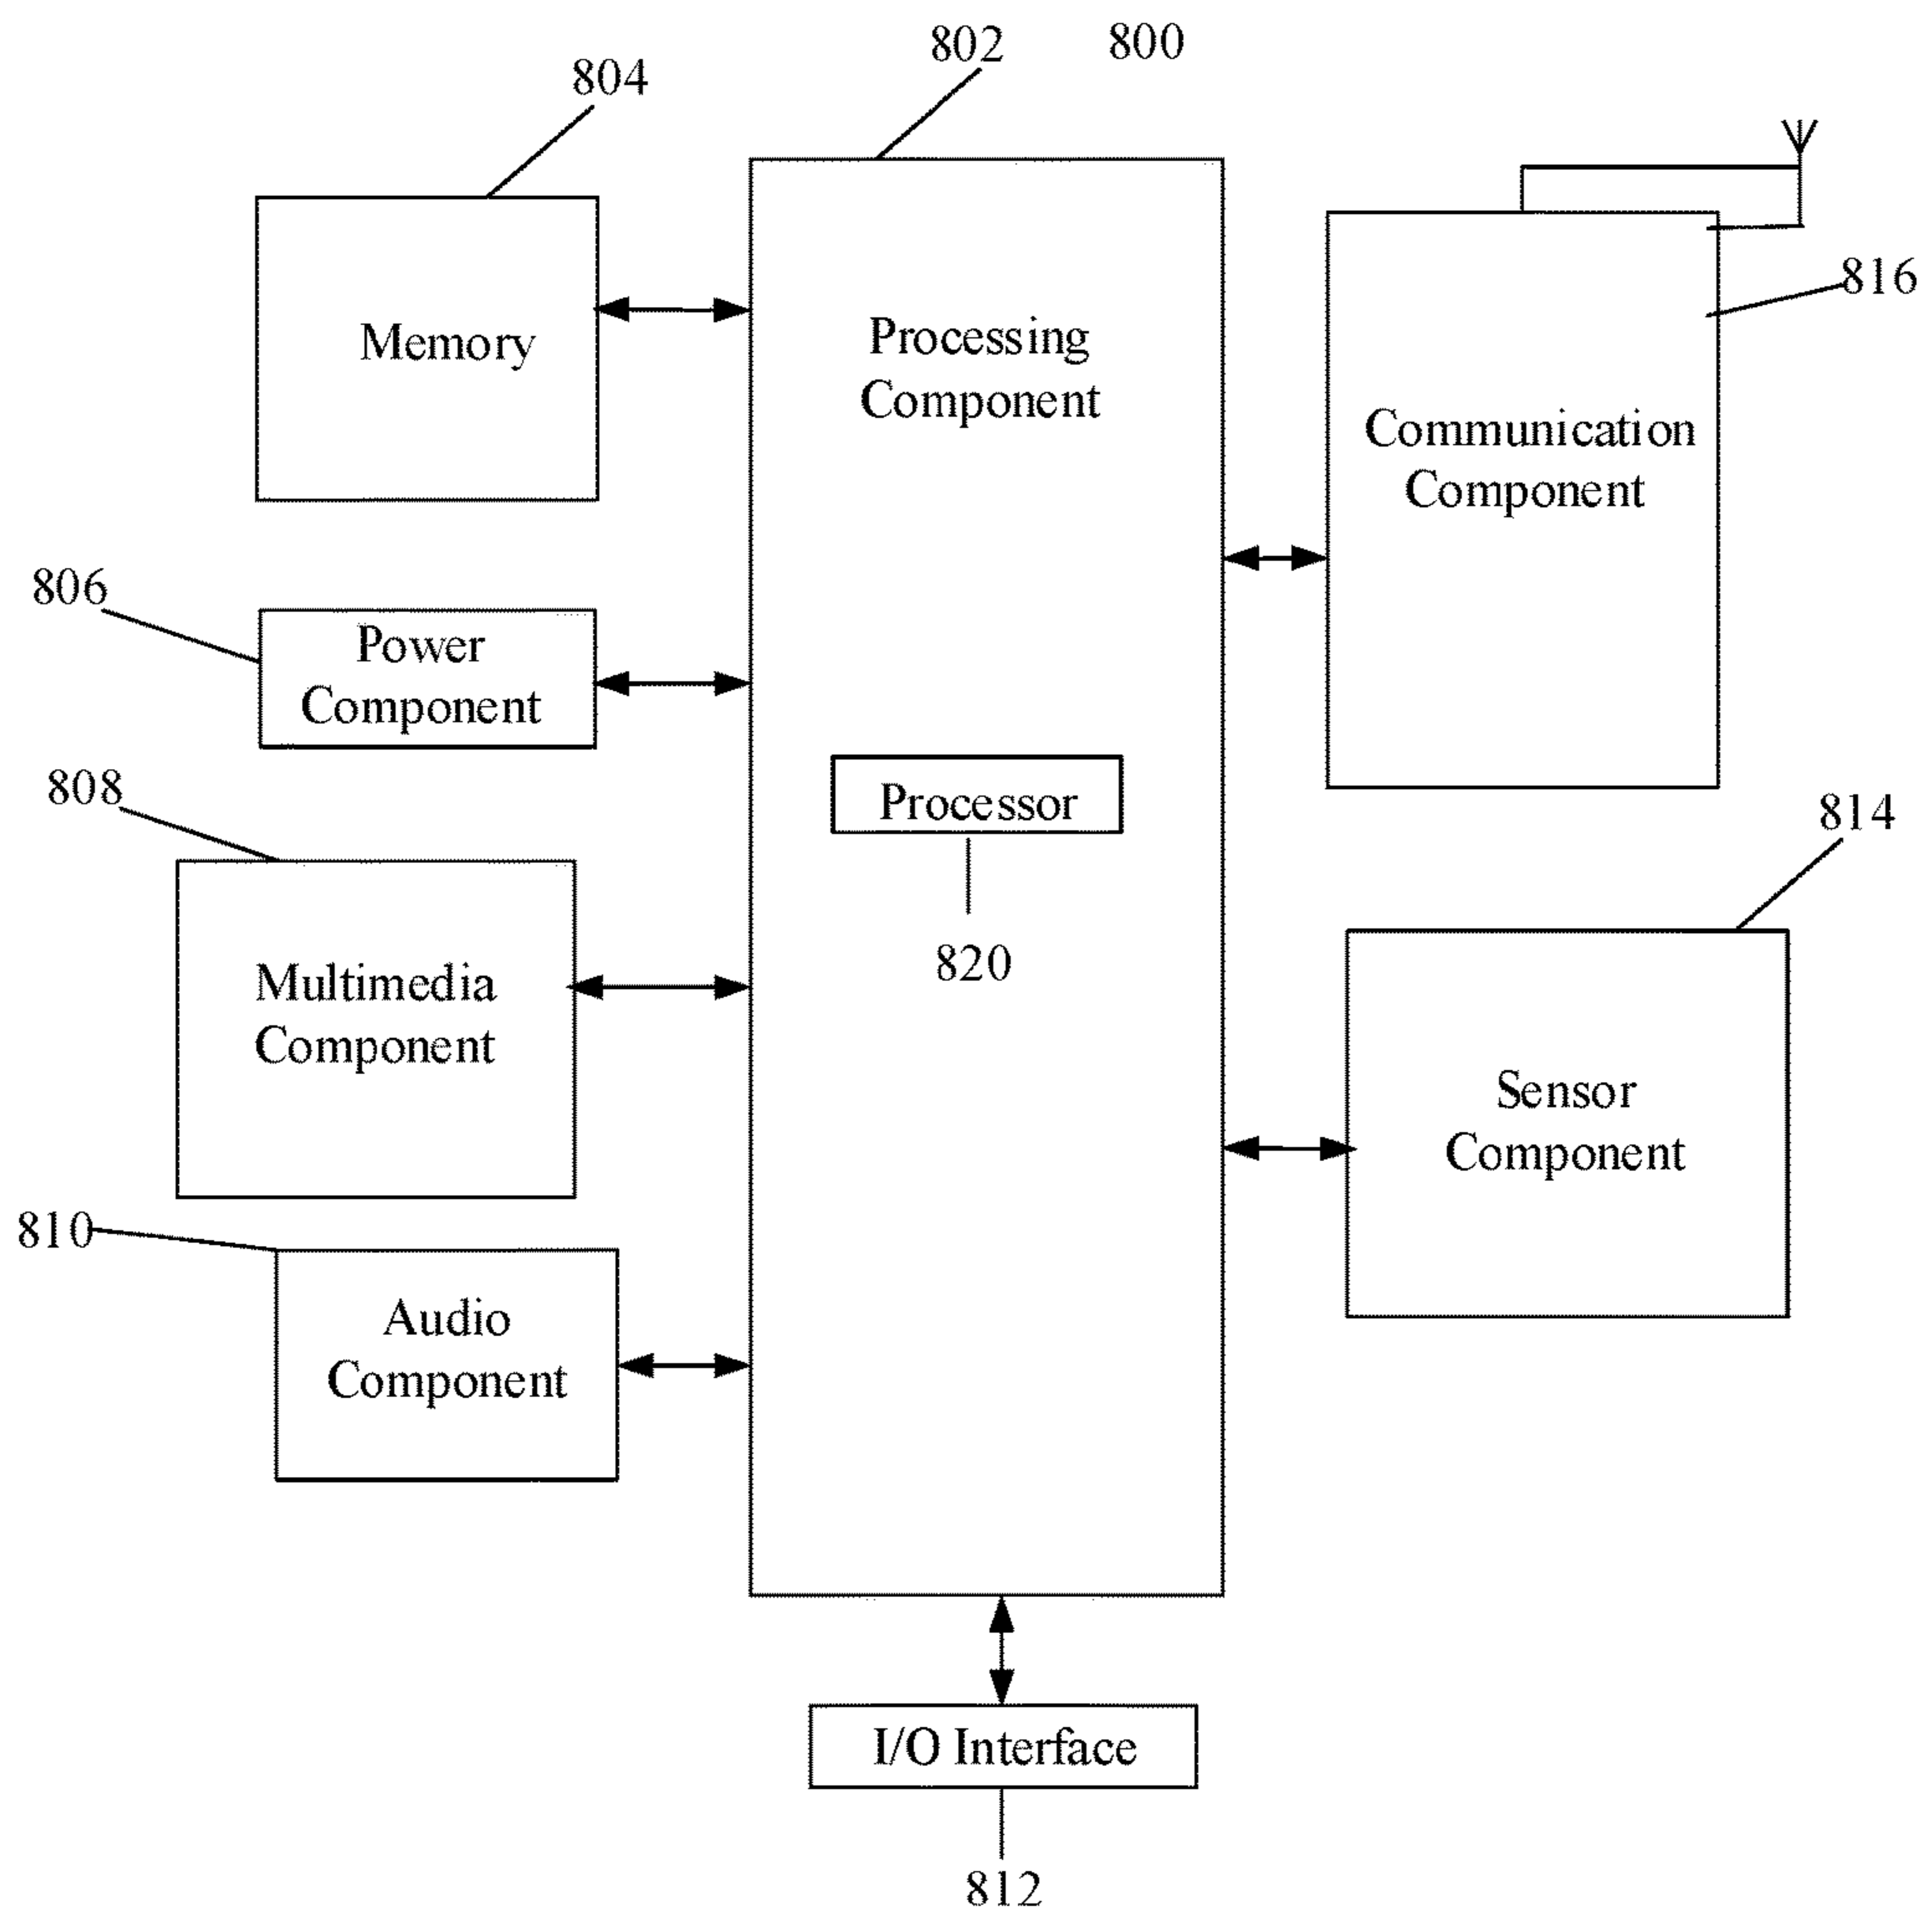 802
800
804
816
Memory
Processing
Component
Communication
Component
806
Power
Component
808
Processor
814
820
Multimedia
Component
Sensor
Component
810
Audio
Component
I/O Interface
812